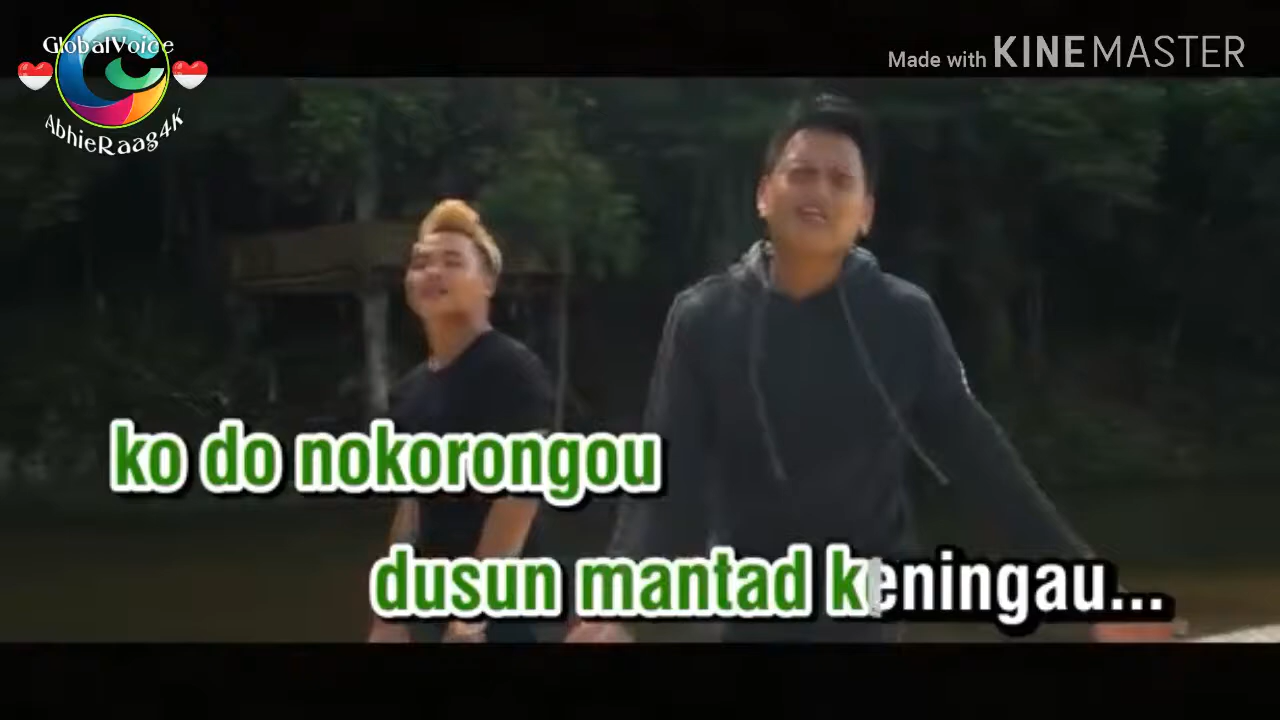 GlobalVoice
AbhieRaag4K
Made with KINEMASTER
ko do nokorongou
dusun mantad keningau...